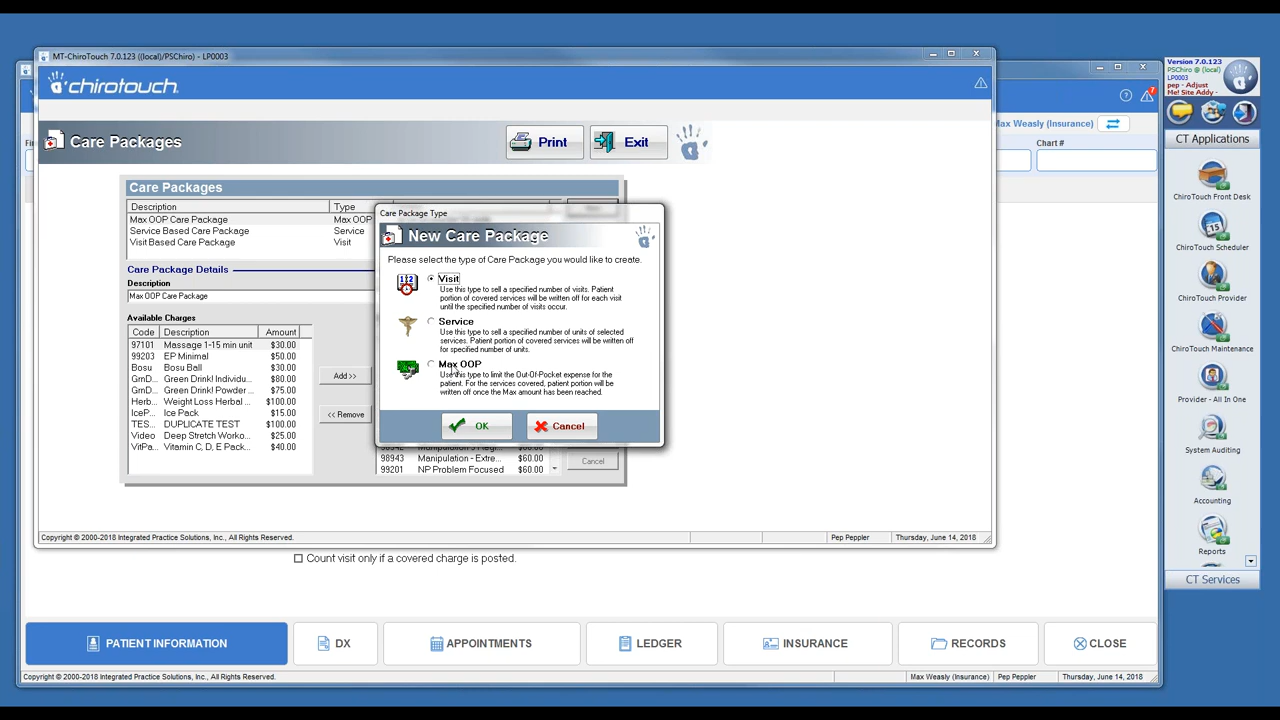 MT-ChiroTouch 7.0.123 ((local)/PSChiro) - LP0003
chirotouch
Care Packages
Print
Exit
Care Packages
Description
Type
Max OOP Care Package
Max OOP
Service Based Care Package
Service
Visit Based Care Package
Visit
Care Package Details
Description
Max OOP Care Package
Available Charges
Code Description Amount
97101 Massage 1-15 min unit $30.00
99203 EP Minimal $50.00
Bosu Bosu Ball $30.00
GrnD... Green Drink! Individu... $80.00
GrnD... Green Drink! Powder ... $75.00
Herb... Weight Loss Herbal ... $100.00
IceP... Ice Pack $15.00
TES... DUPLICATE TEST $100.00
Video Deep Stretch Worko... $25.00
VitPa... Vitamin C, D, E Pack... $40.00
Add >>
<< Remove
98943 Manipulation - Extre... $60.00
99201 NP Problem Focused $60.00
Cancel
Care Package Type
New Care Package
Please select the type of Care Package you would like to create.
Visit
Use this type to sell a specified number of visits. Patient
portion of covered services will be written off for each visit
until the specified number of visits occur.
Service
Use this type to sell a specified number of units of selected
services. Patient portion of covered services will be written off
for specified number of units.
Max OOP
Use this type to limit the Out-Of-Pocket expense for the
patient. For the services covered, patient portion will be
written off once the Max amount has been reached.
OK
Cancel
Copyright © 2000-2018 Integrated Practice Solutions, Inc., All Rights Reserved.
Pep Peppler
Thursday, June 14, 2018
Max Weasly (Insurance)
Chart #
Count visit only if a covered charge is posted.
PATIENT INFORMATION
DX
APPOINTMENTS
LEDGER
INSURANCE
RECORDS
CLOSE
Copyright © 2000-2018 Integrated Practice Solutions, Inc., All Rights Reserved.
Max Weasly (Insurance)
Pep Peppler
Thursday, June 14, 2018
Version 7.0.123
PSChiro @ (local)
LP0003
pep - Adjust
Me! Site Addy -
7
CT Applications
ChiroTouch Front Desk
ChiroTouch Scheduler
ChiroTouch Provider
ChiroTouch Maintenance
Provider - All In One
System Auditing
Accounting
Reports
CT Services